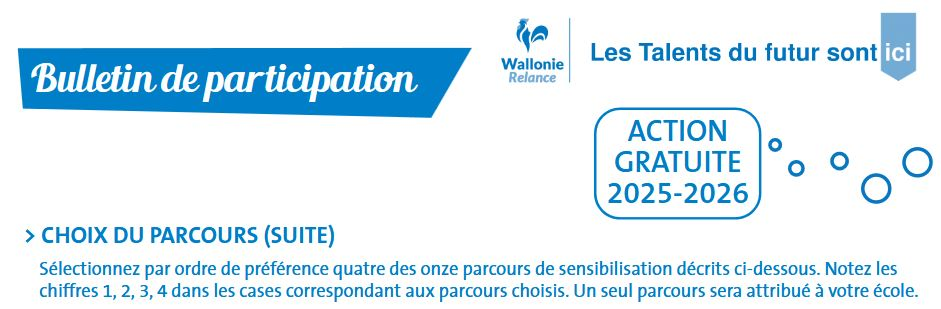 Bulletin de participation
Wallonie
Relance
Les Talents du futur sont ici
ACTION
GRATUITE
2025-2026
> CHOIX DU PARCOURS (SUITE)
Sélectionnez par ordre de préférence quatre des onze parcours de sensibilisation décrits ci-dessous. Notez les
chiffres 1, 2, 3, 4 dans les cases correspondant aux parcours choisis. Un seul parcours sera attribué à votre école.